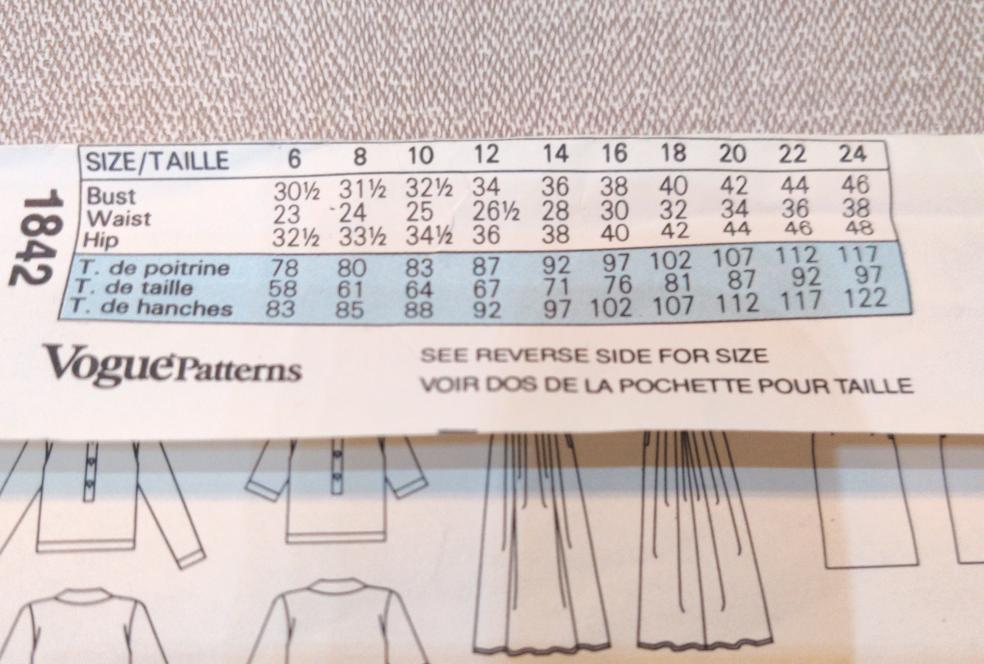 SIZE/TAILLE 6 8 10 12 14 16 18 20 22 24
Bust 30½ 31½ 32½ 34 36 38 40 42 44 46
Waist 23 24 25 26½ 28 30 32 34 36 38
Hip 32½ 33½ 34½ 36 38 40 42 44 46 48
T. de poitrine 78 80 83 87 92 97 102 107 112 117
T. de taille 58 61 64 67 71 76 81 87 92 97
T. de hanches 83 85 88 92 97 102 107 112 117 122
1842
Vogue Patterns
SEE REVERSE SIDE FOR SIZE
VOIR DOS DE LA POCHETTE POUR TAILLE